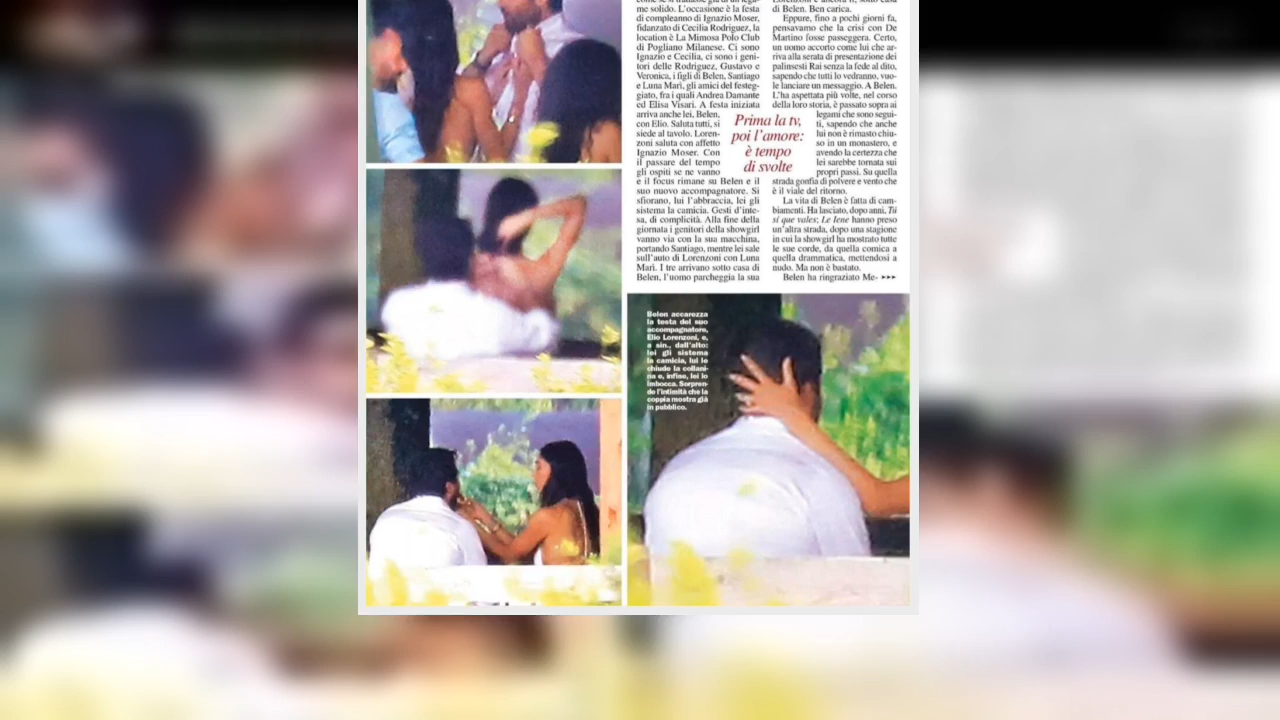 me solido. L'occasione è la festa
di compleanno di Ignazio Moser,
fidanzato di Cecilia Rodriguez, la
location è La Mimosa Polo Club
di Pogliano Milanese. Ci sono
Ignazio e Cecilia, ci sono i geni-
tori delle Rodriguez, Gustavo e
Veronica, i figli di Belen, Santiago
e Luna Marì, gli amici del festeg-
giato, fra i quali Andrea Damante
ed Elisa Visari. A festa iniziata
arriva anche lei, Belen,
con Elio. Saluta tutti, si
siede al tavolo. Loren-
zoni saluta con affetto
Ignazio Moser. Con
il passare del tempo
gli ospiti se ne vanno
e il focus rimane su Belen e il
suo nuovo accompagnatore. Si
sfiorano, lui l'abbraccia, lei gli
sistema la camicia. Gesti d'inte-
sa, di complicità. Alla fine della
giornata i genitori della showgirl
vanno via con la sua macchina,
portando Santiago, mentre lei sale
sull'auto di Lorenzoni con Luna
Marì. I tre arrivano sotto casa di
Belen, l'uomo parcheggia la sua
di Belen. Ben carica.
Eppure, fino a pochi giorni fa,
pensavamo che la crisi con De
Martino fosse passeggera. Certo,
un uomo accorto come lui che ar-
riva alla serata di presentazione dei
palinsesti Rai senza la fede al dito,
sapendo che tutti lo vedranno, vuo-
le lanciare un messaggio. A Belen.
L'ha aspettata più volte, nel corso
della loro storia, è passato sopra ai
legami che sono segui-
ti, sapendo che anche
lui non è rimasto chiu-
so in un monastero, e
avendo la certezza che
lei sarebbe tornata sui
propri passi. Su quella
strada gonfia di polvere e vento che
è il viale del ritorno.
La vita di Belen è fatta di cam-
biamenti. Ha lasciato, dopo anni, Tú
sí que vales; Le Iene hanno preso
un'altra strada, dopo una stagione
in cui la showgirl ha mostrato tutte
le sue corde, da quella comica a
quella drammatica, mettendosi a
nudo. Ma non è bastato.
Belen ha ringraziato Me-
Prima la tv,
poi l'amore:
è tempo
di svolte
Belen accarezza
la testa del suo
accompagnatore,
Elio Lorenzoni, e,
a sin., dall'alto:
lei gli sistema
la camicia, lui le
chiude la collani-
na e, infine, lei lo
imbocca. Sorpren-
de l'intimità che la
coppia mostra già
in pubblico.